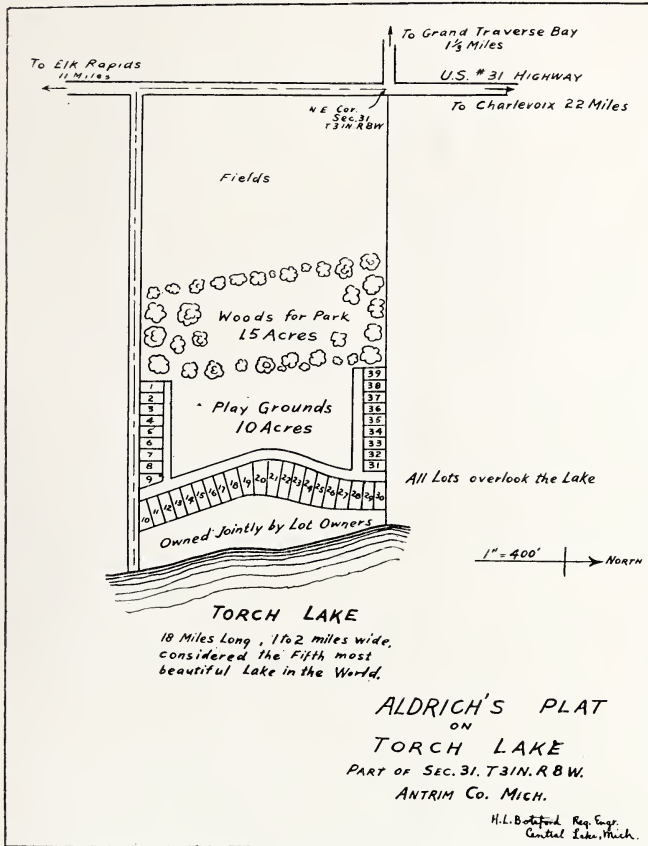 To Grand Traverse Bay
1 1/3 Miles
To Elk Rapids
11 Miles
U.S. # 31 HIGHWAY
To Charlevoix 22 Miles
N E Cor.
Sec. 31
T31N. R8W
Fields
Woods for Park
15 Acres
Play Grounds
10 Acres
1
2
3
4
5
6
7
8
9
39
38
37
36
35
34
33
32
31
10 11 12 13 14 15 16 17 18 19 20 21 22 23 24 25 26 27 28 29 30
All Lots overlook the Lake
Owned Jointly by Lot Owners
1" = 400'
NORTH
TORCH LAKE
18 Miles Long, 1 to 2 miles wide,
considered the Fifth most
beautiful Lake in the World.
ALDRICH'S PLAT
ON
TORCH LAKE
PART OF SEC. 31. T31N. R8W.
ANTRIM CO. MICH.
H.L. Botsford Reg. Engr.
Central Lake, Mich.